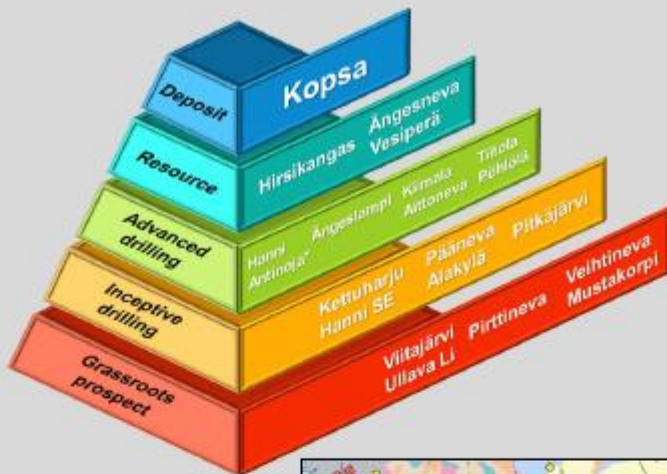 Deposit
Kopsa
Resource
Hirsikangas
Ängesneva
Vesiperä
Advanced
drilling
Hanni
Antinoja*
Ängeslampi
Kiimala
Aittoneva
Tiitola
Pöhlölä
Inceptive
drilling
Kettuharju
Hanni SE
Pääneva
Alakylä
Pitkäjärvi
Grassroots
prospect
Viitajärvi
Ullava Li
Pirttineva
Veihtineva
Mustakorpi